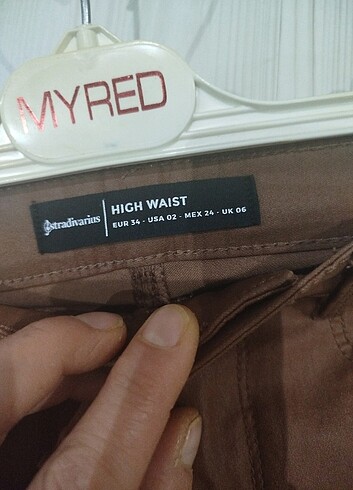 MYRED
stradivarius
HIGH WAIST
EUR 34 - USA 02 - MEX 24 - UK 06